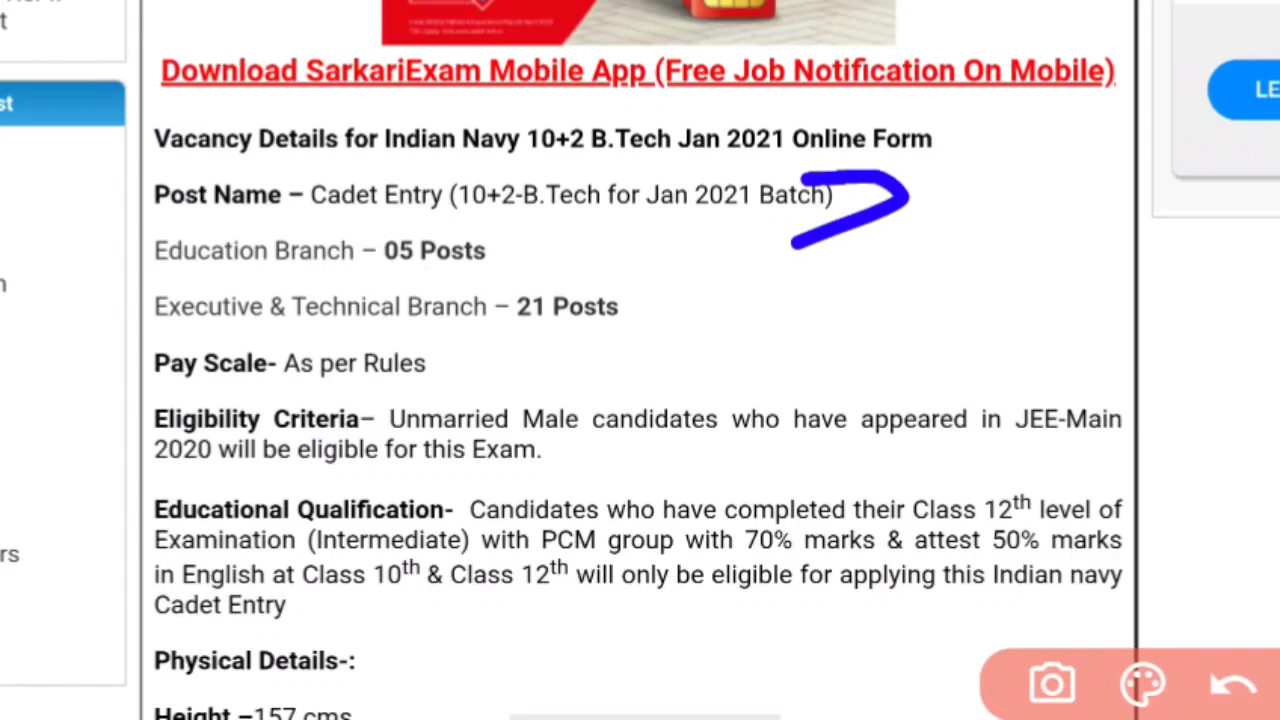 Download SarkariExam Mobile App (Free Job Notification On Mobile)
st
LE
Vacancy Details for Indian Navy 10+2 B.Tech Jan 2021 Online Form
Post Name – Cadet Entry (10+2-B.Tech for Jan 2021 Batch)
Education Branch – 05 Posts
Executive & Technical Branch – 21 Posts
Pay Scale- As per Rules
Eligibility Criteria– Unmarried Male candidates who have appeared in JEE-Main
2020 will be eligible for this Exam.
Educational Qualification- Candidates who have completed their Class 12th level of
Examination (Intermediate) with PCM group with 70% marks & attest 50% marks
rs
in English at Class 10th & Class 12th will only be eligible for applying this Indian navy
Cadet Entry
Physical Details-:
Height –157 cms